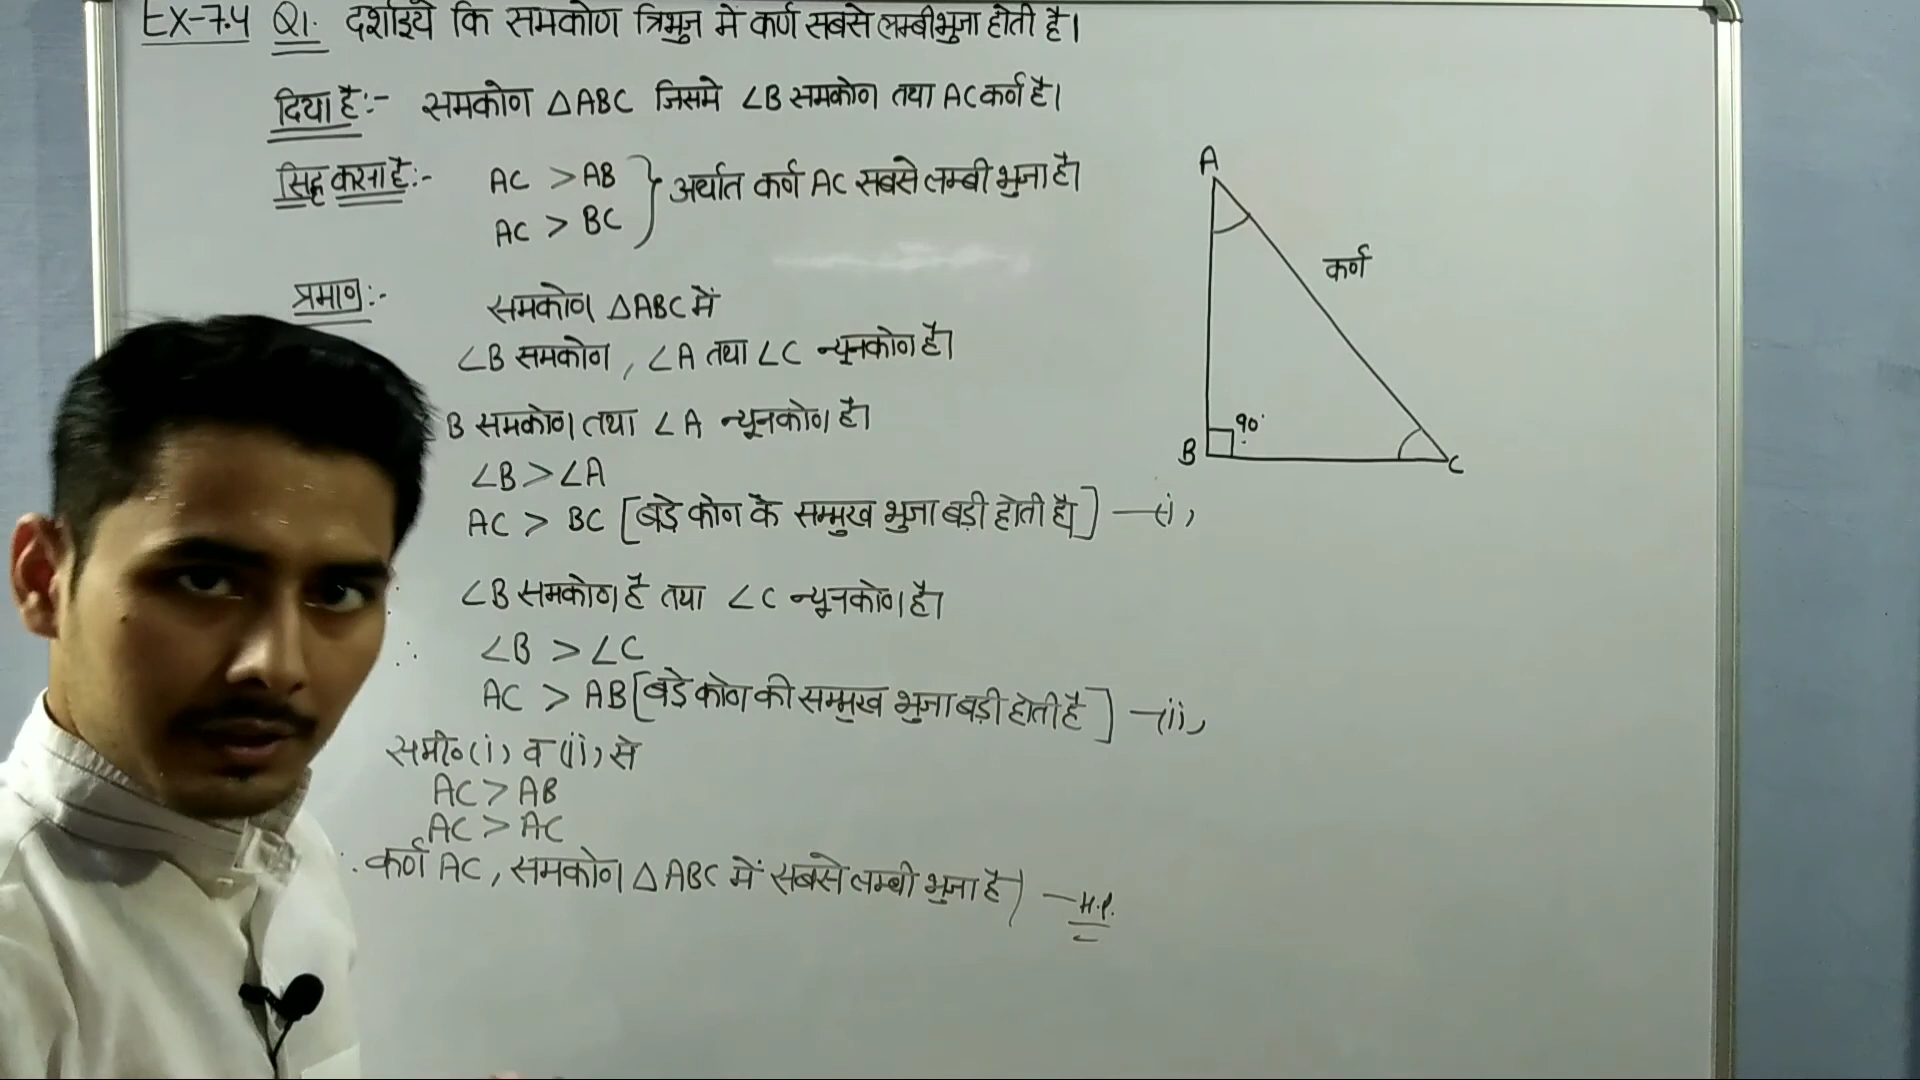 EX-7.4 Q1. दर्शाइये कि समकोण त्रिभुज में कर्ण सबसे लम्बी भुजा होती है।
दिया है:- समकोण △ABC जिसमे ∠B समकोण तथा AC कर्ण है।
सिद्ध करना है:- AC > AB
AC > BC } अर्थात कर्ण AC सबसे लम्बी भुजा है।
प्रमाण:- समकोण △ABC में
∠B समकोण, ∠A तथा ∠C न्यूनकोण है।
B समकोण तथा ∠A न्यूनकोण है।
∠B > ∠A
AC > BC [बड़े कोण के सम्मुख भुजा बड़ी होती है] —(i)
∠B समकोण है तथा ∠C न्यूनकोण है।
∴ ∠B > ∠C
AC > AB [बड़े कोण की सम्मुख भुजा बड़ी होती है] —(ii)
समी०(i) व (ii) से
AC > AB
AC > AC
∴ कर्ण AC, समकोण △ABC में सबसे लम्बी भुजा है। —H.P.
A
कर्ण
90°
B
C